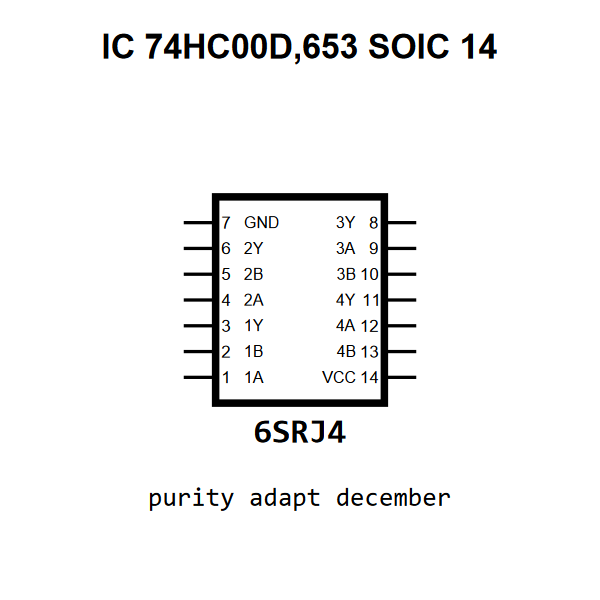 IC 74HC00D,653 SOIC 14
7 GND 3Y 8
6 2Y 3A 9
5 2B 3B 10
4 2A 4Y 11
3 1Y 4A 12
2 1B 4B 13
1 1A VCC 14
6SRJ4
purity adapt december